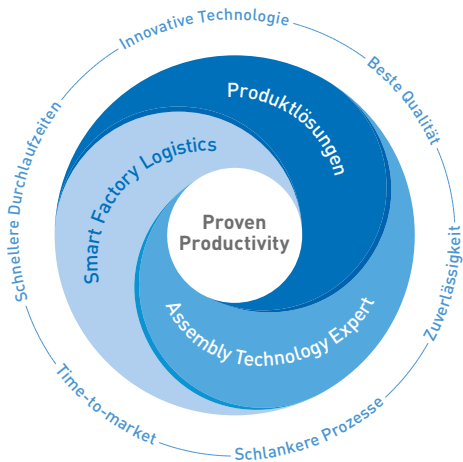 Innovative Technologie
Beste Qualität
Zuverlässigkeit
Schlankere Prozesse
Time-to-market
Schnellere Durchlaufzeiten
Produktlösungen
Assembly Technology Expert
Smart Factory Logistics
Proven
Productivity